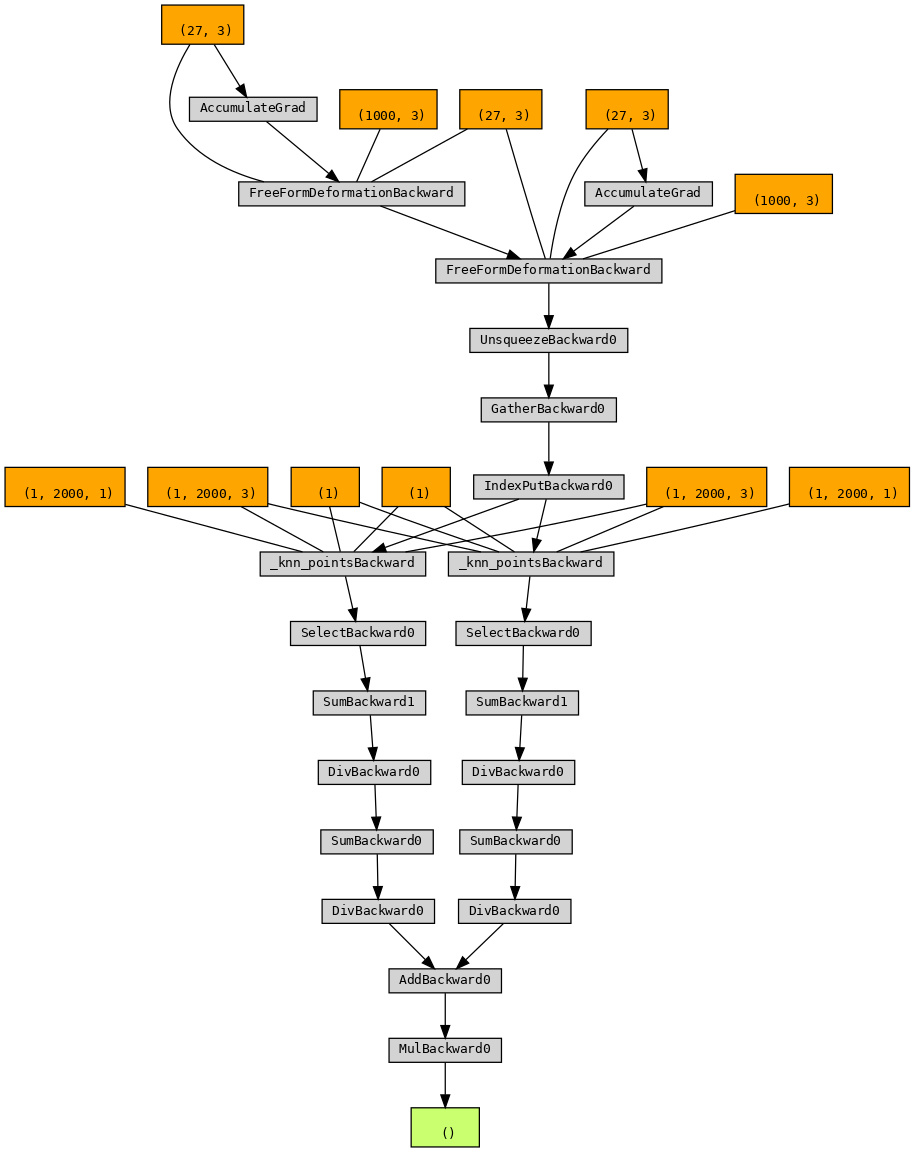 (27, 3)
AccumulateGrad
(1000, 3)
(27, 3)
(27, 3)
FreeFormDeformationBackward
AccumulateGrad
(1000, 3)
FreeFormDeformationBackward
UnsqueezeBackward0
GatherBackward0
IndexPutBackward0
(1, 2000, 1)
(1, 2000, 3)
(1)
(1)
(1, 2000, 3)
(1, 2000, 1)
_knn_pointsBackward
_knn_pointsBackward
SelectBackward0
SelectBackward0
SumBackward1
SumBackward1
DivBackward0
DivBackward0
SumBackward0
SumBackward0
DivBackward0
DivBackward0
AddBackward0
MulBackward0
()